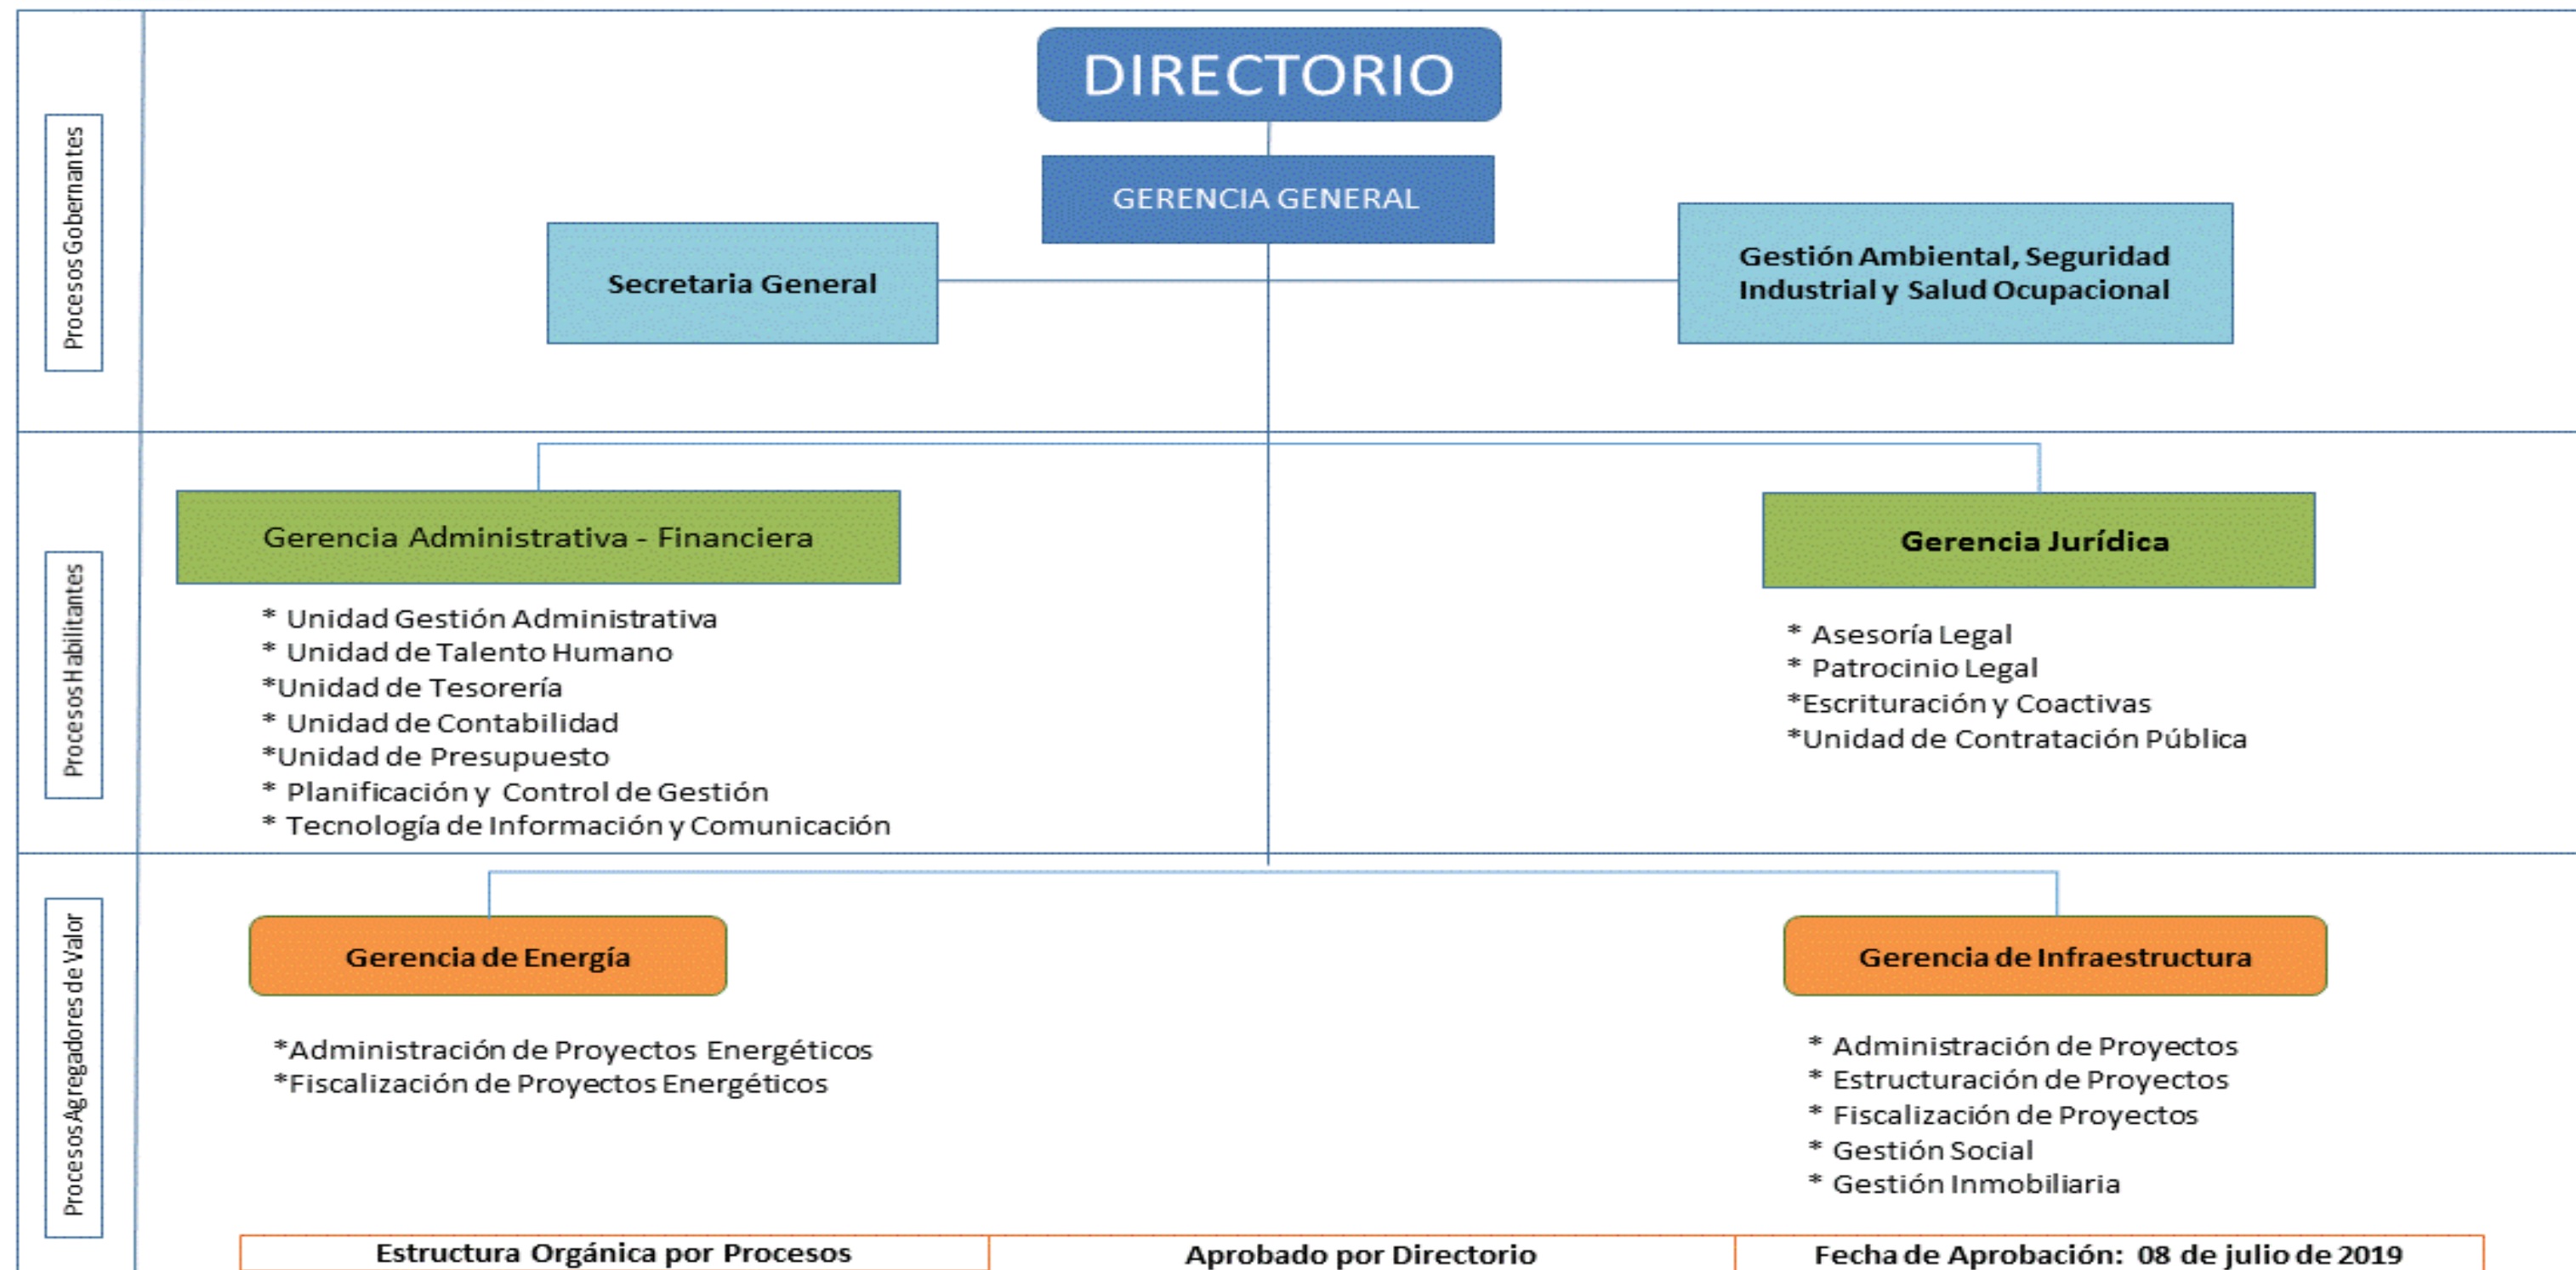 DIRECTORIO
GERENCIA GENERAL
Procesos Gobernantes
Secretaria General
Gestión Ambiental, Seguridad
Industrial y Salud Ocupacional
Procesos Habilitantes
Gerencia Administrativa - Financiera
* Unidad Gestión Administrativa
* Unidad de Talento Humano
*Unidad de Tesorería
* Unidad de Contabilidad
*Unidad de Presupuesto
* Planificación y Control de Gestión
* Tecnología de Información y Comunicación
Gerencia Jurídica
* Asesoría Legal
* Patrocinio Legal
*Escrituración y Coactivas
*Unidad de Contratación Pública
Procesos Agregadores de Valor
Gerencia de Energía
*Administración de Proyectos Energéticos
*Fiscalización de Proyectos Energéticos
Gerencia de Infraestructura
* Administración de Proyectos
* Estructuración de Proyectos
* Fiscalización de Proyectos
* Gestión Social
* Gestión Inmobiliaria
Estructura Orgánica por Procesos
Aprobado por Directorio
Fecha de Aprobación: 08 de julio de 2019